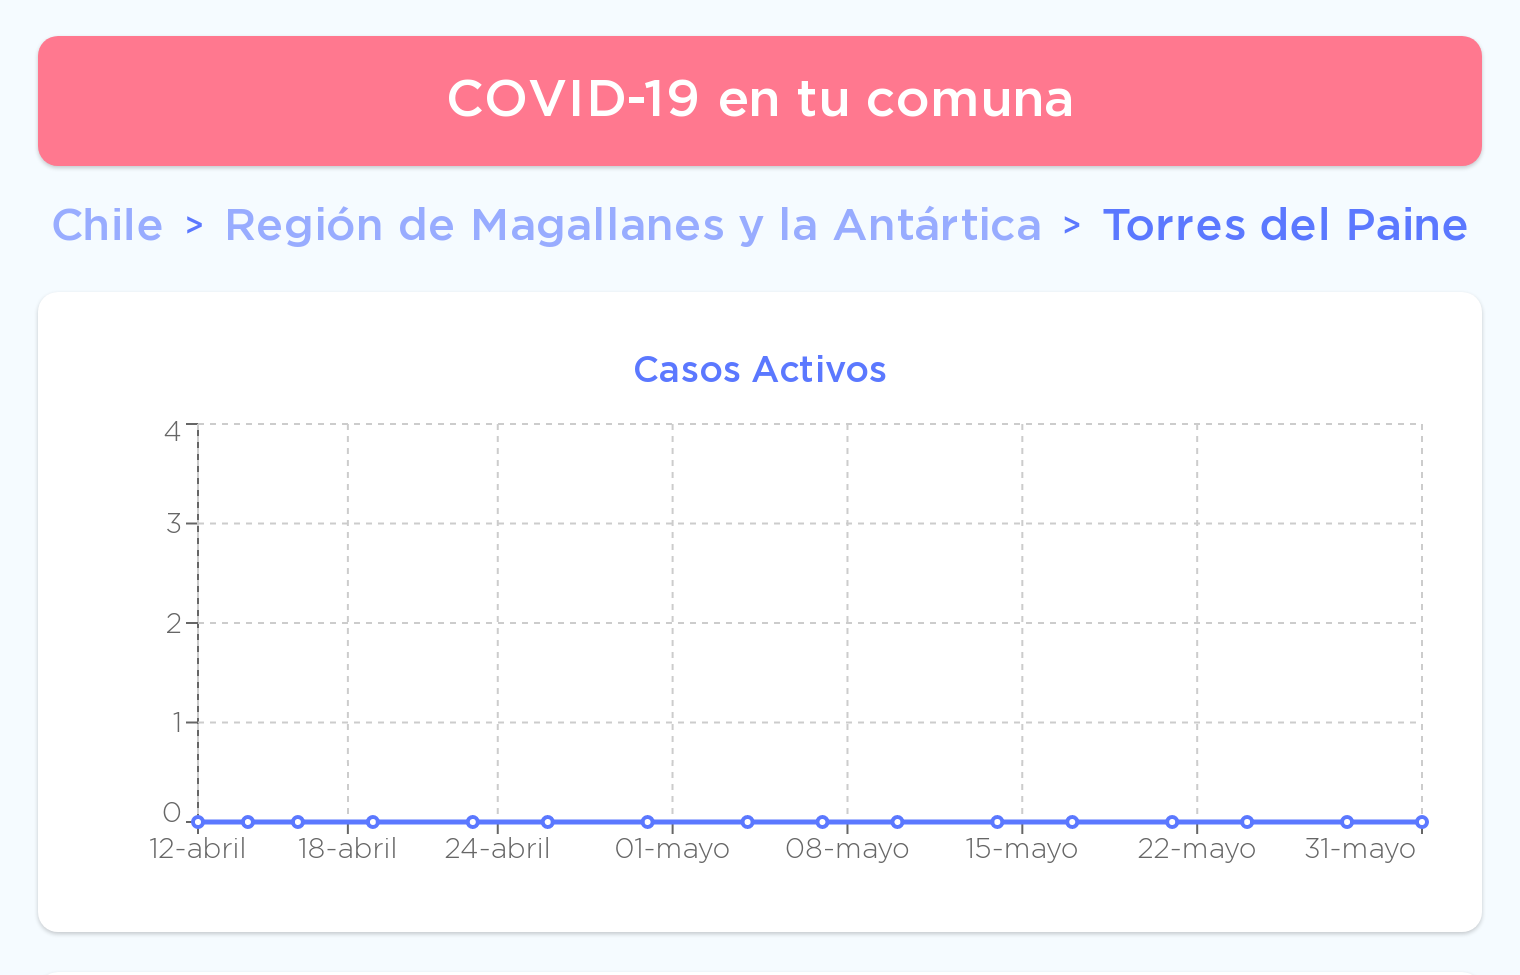 COVID-19 en tu comuna
Chile > Región de Magallanes y la Antártica > Torres del Paine
Casos Activos
4
3
2
1
0
12-abril 18-abril 24-abril 01-mayo 08-mayo 15-mayo 22-mayo 31-mayo